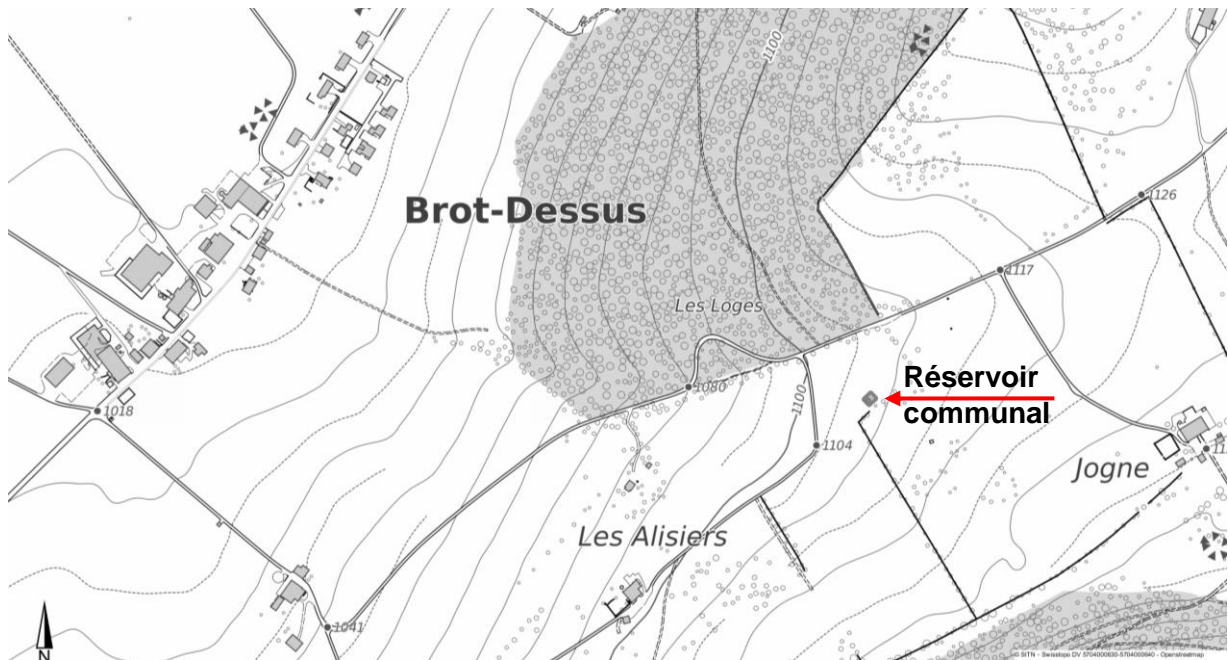 1100
1126
Brot-Dessus
1117
Les Loges
Réservoir
communal
1080
1100
1018
1104
Jogne
Les Alisiers
1041
N
© SITN - Swisstopo DV 5704000630-5704000640 - Openstreetmap